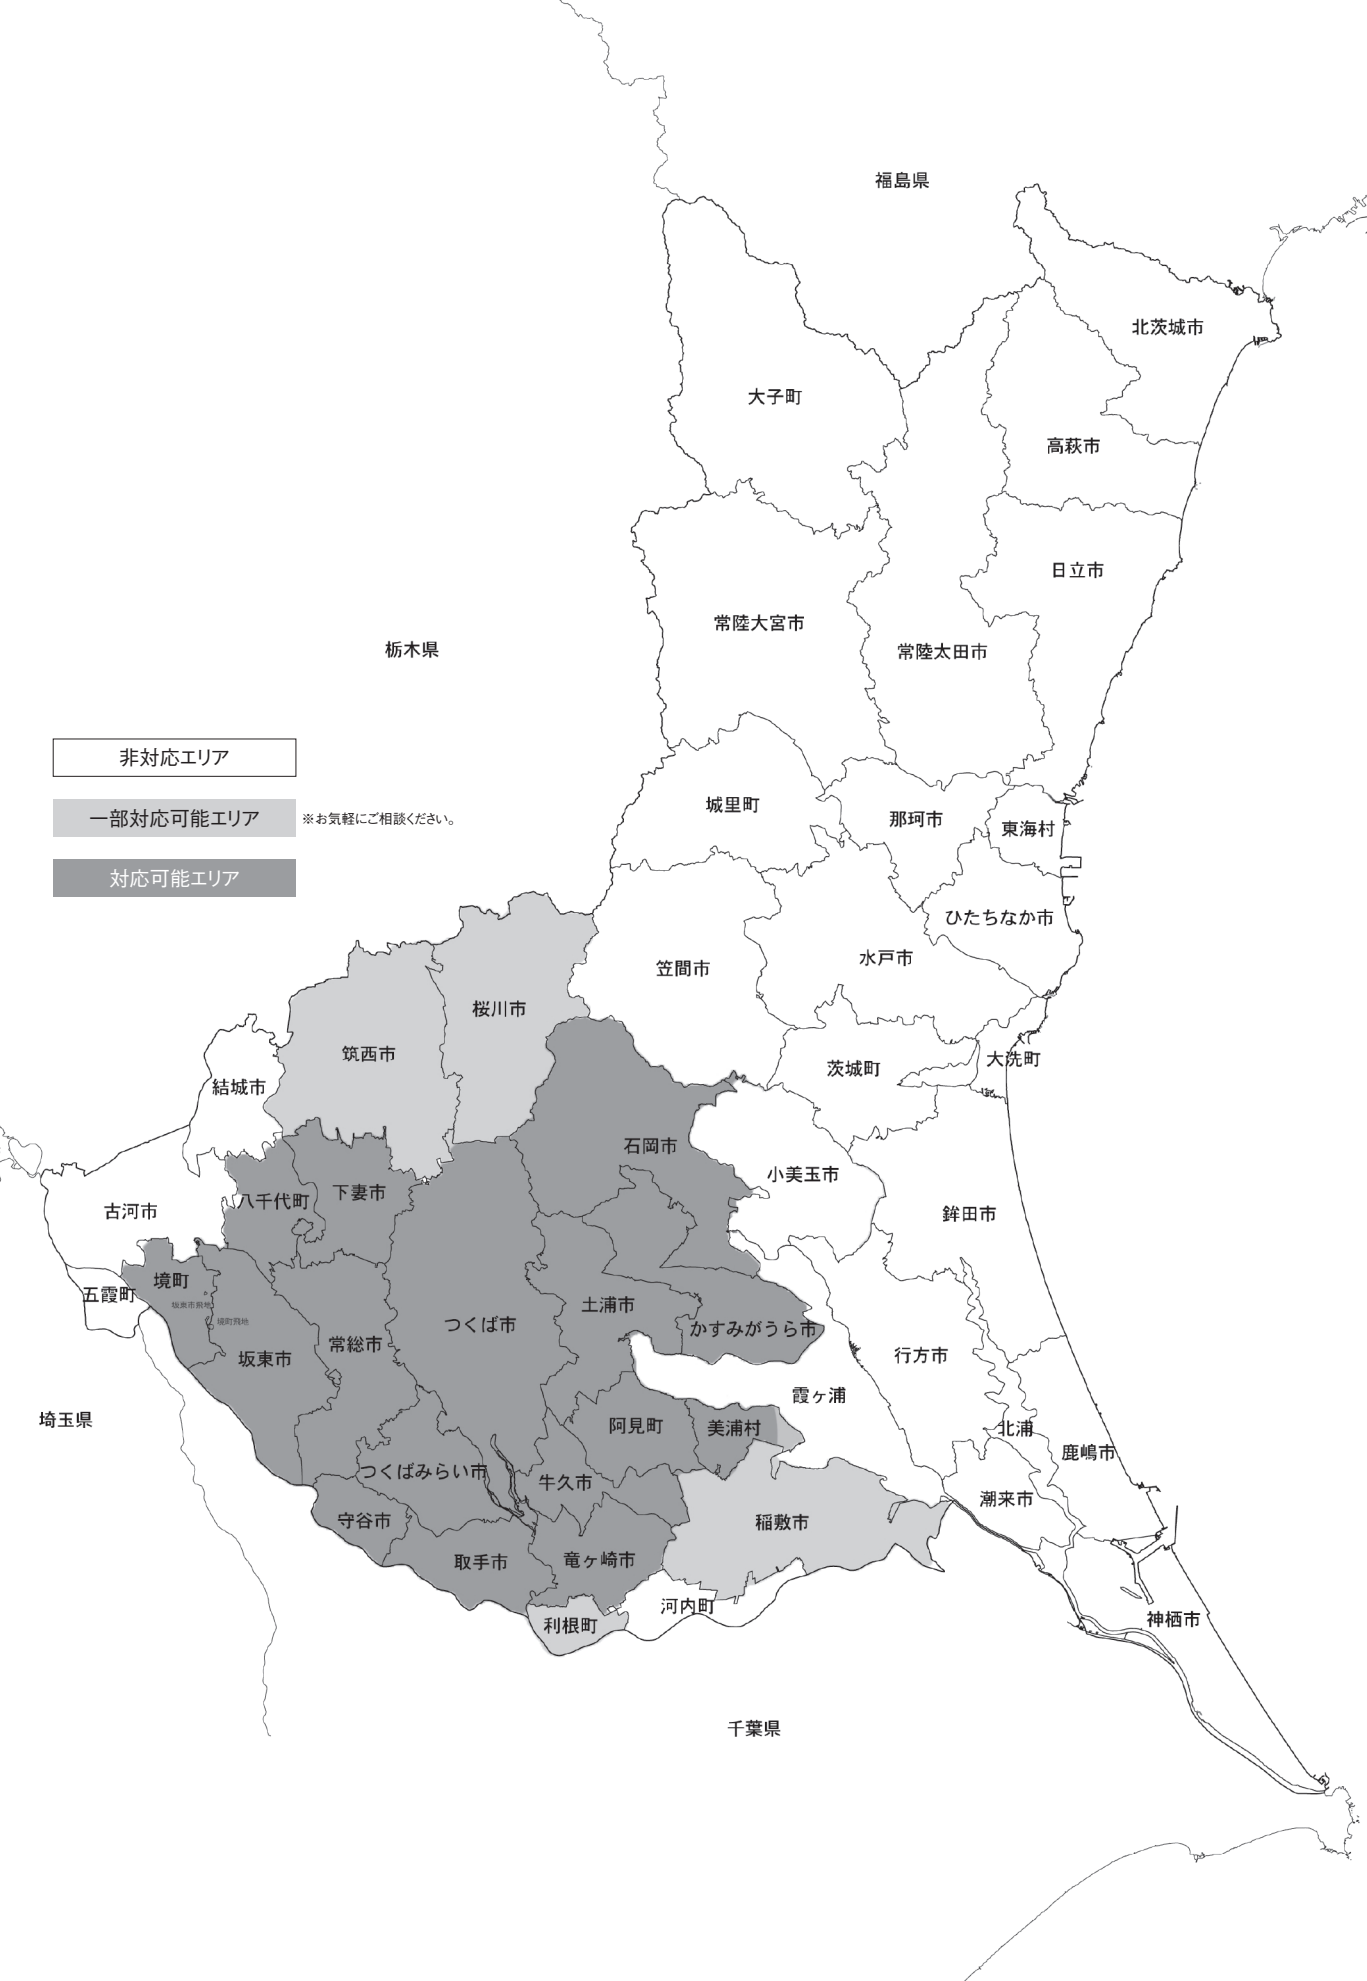 福島県
北茨城市
大子町
高萩市
日立市
常陸大宮市
栃木県
常陸太田市
非対応エリア
城里町
一部対応可能エリア
※お気軽にご相談ください。
那珂市
東海村
対応可能エリア
ひたちなか市
水戸市
笠間市
桜川市
筑西市
大洗町
茨城町
結城市
石岡市
小美玉市
下妻市
八千代町
古河市
鉾田市
境町
五霞町
坂東市飛地
土浦市
境町飛地
つくば市
かすみがうら市
常総市
坂東市
行方市
霞ヶ浦
埼玉県
阿見町
美浦村
北浦
鹿嶋市
つくばみらい市
牛久市
潮来市
守谷市
稲敷市
取手市
竜ヶ崎市
河内町
神栖市
利根町
千葉県